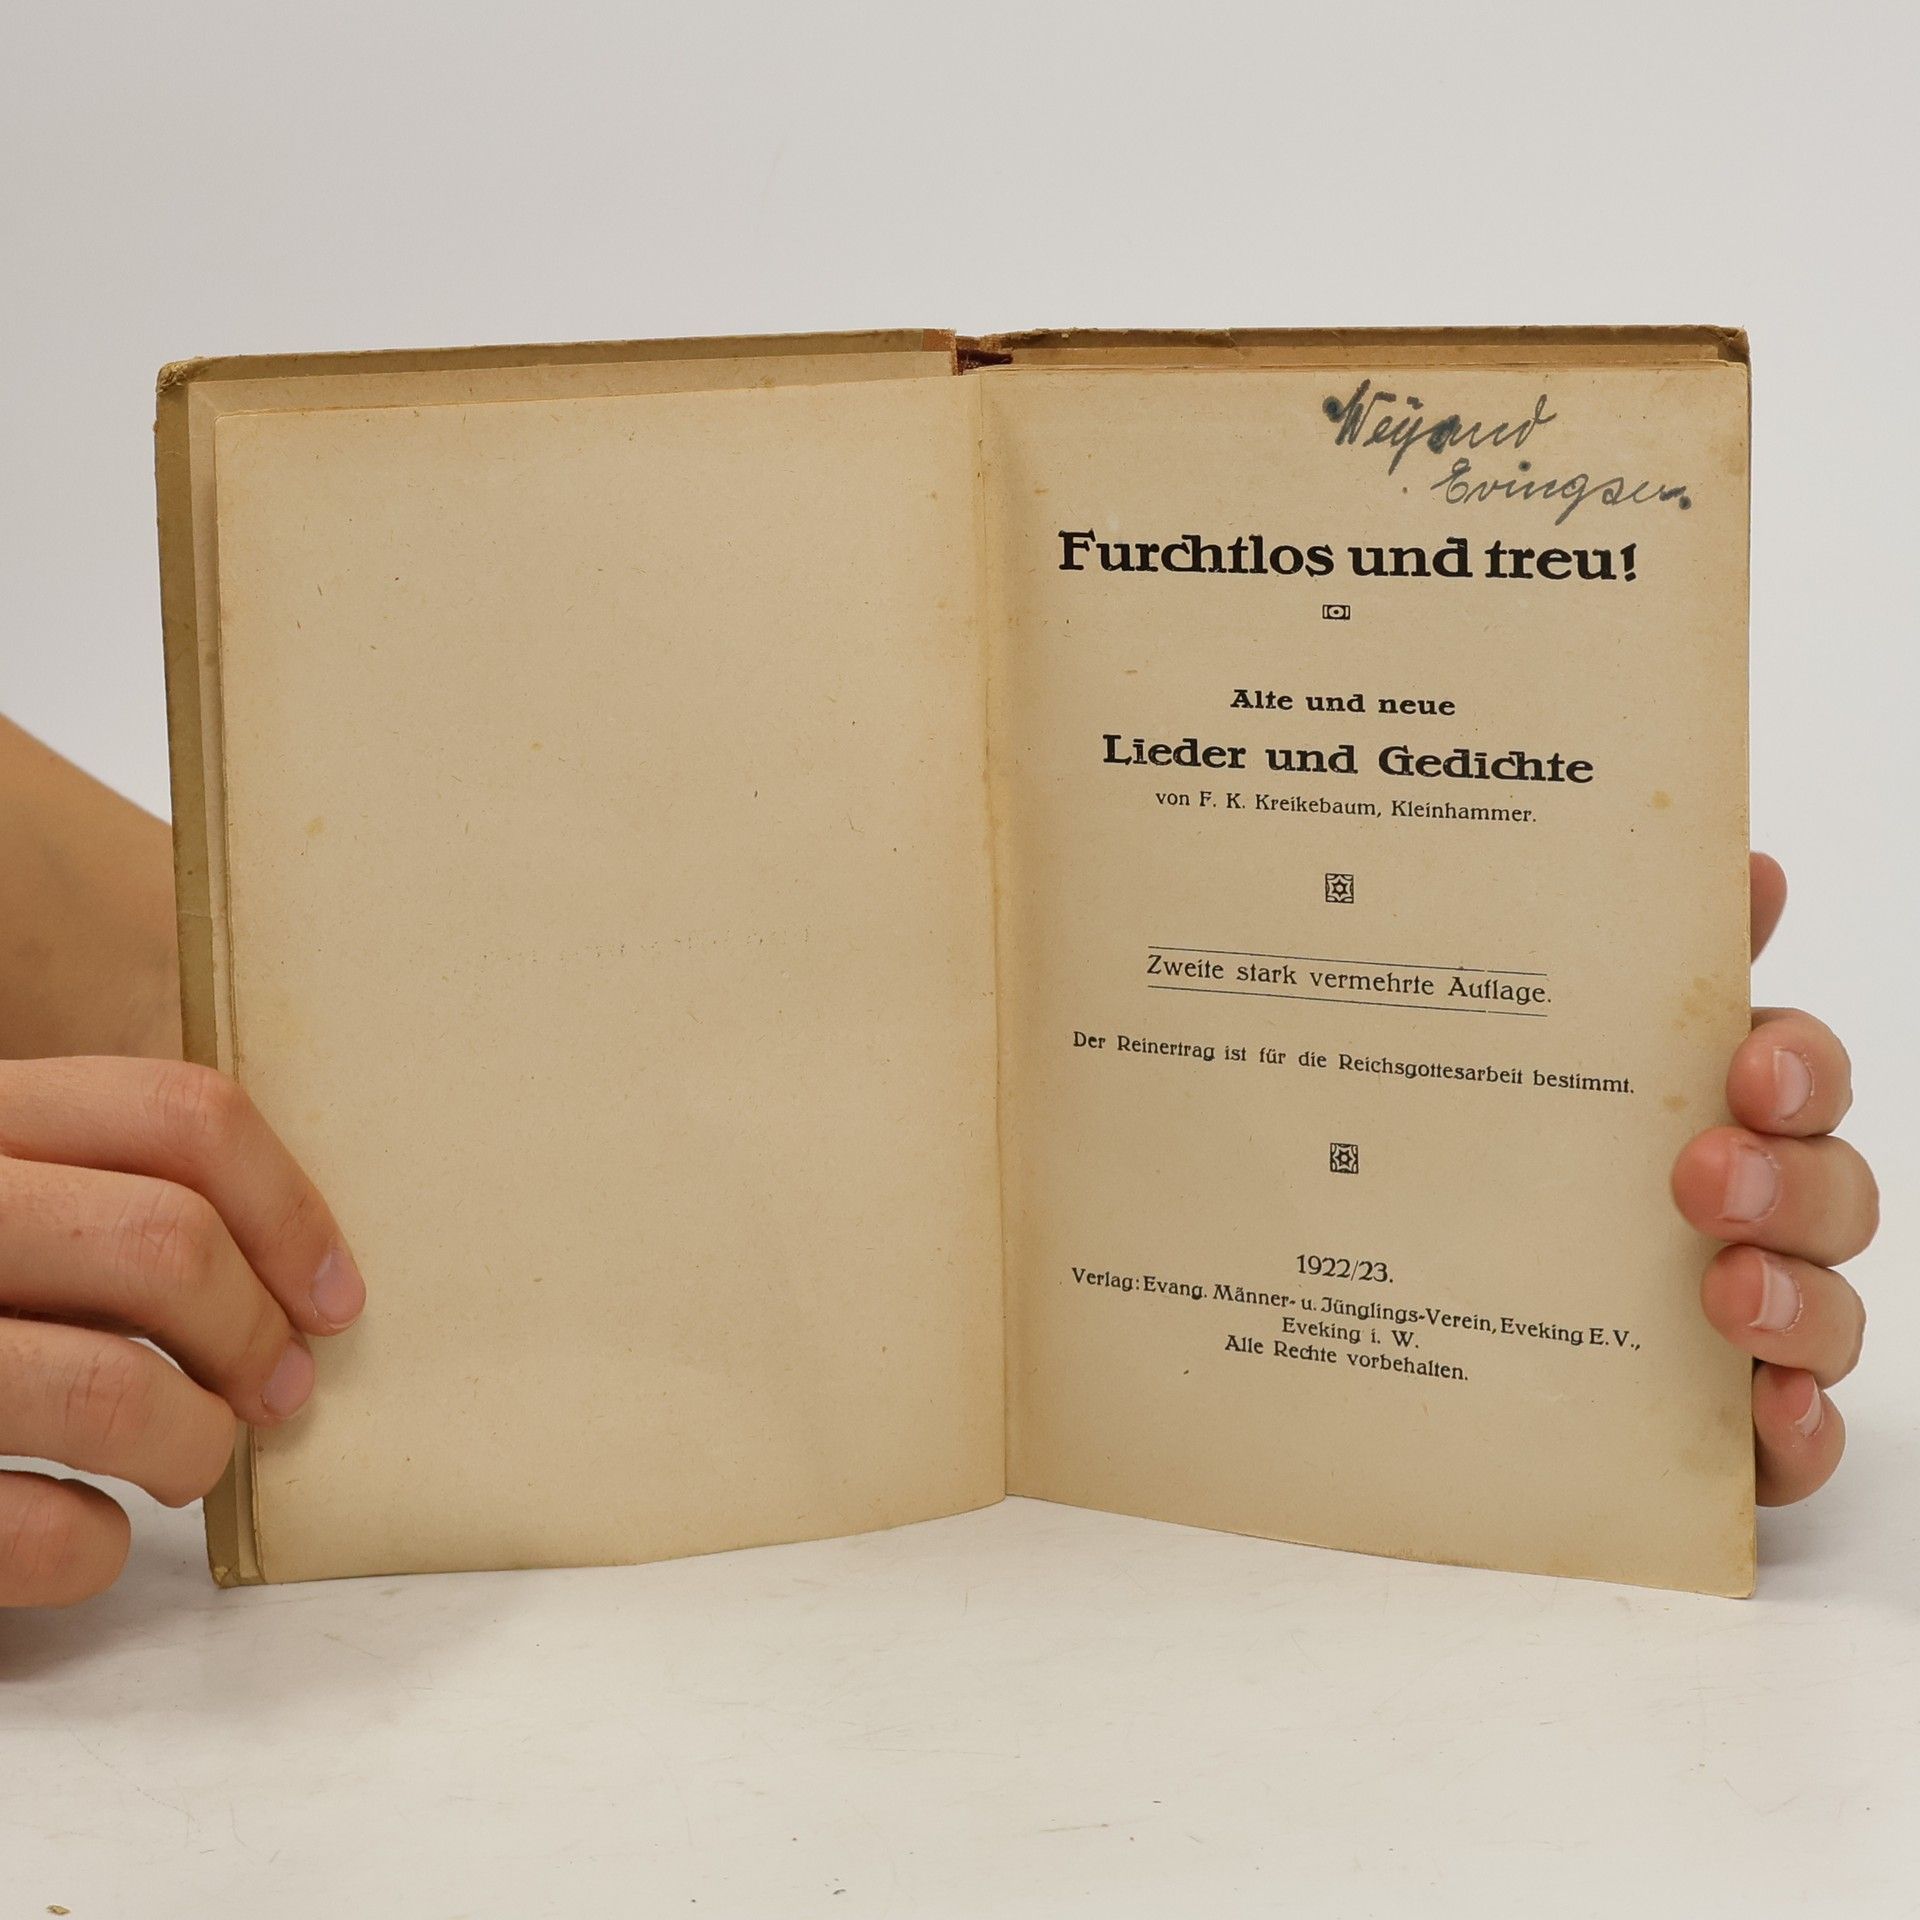 Weÿand
Evingsen.
Furchtlos und treu!
Alte und neue
Lieder und Gedichte
von F. K. Kreikebaum, Kleinhammer.
Zweite stark vermehrte Auflage.
Der Reinertrag ist für die Reichsgottesarbeit bestimmt.
1922/23.
Verlag: Evang. Männer- u. Jünglings-Verein, Eveking E. V.,
Eveking i. W.
Alle Rechte vorbehalten.